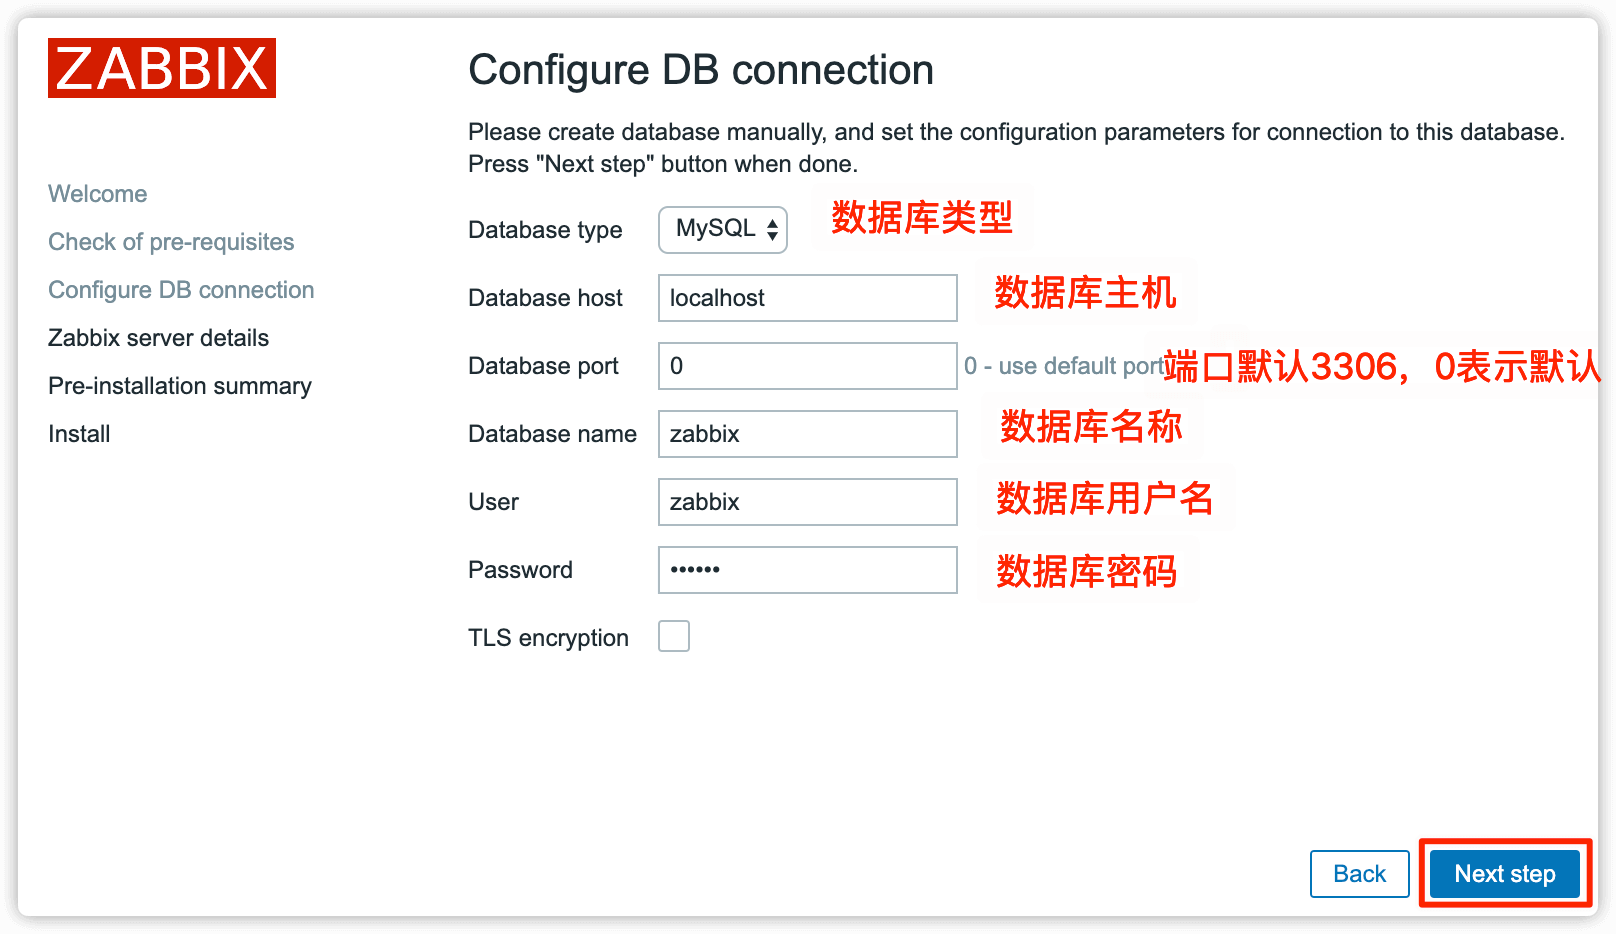 ZABBIX
Welcome
Check of pre-requisites
Configure DB connection
Zabbix server details
Pre-installation summary
Install
Configure DB connection
Please create database manually, and set the configuration parameters for connection to this database.
Press "Next step" button when done.
Database type MySQL 数据库类型
Database host localhost 数据库主机
Database port 0 0 - use default port 端口默认3306，0表示默认
Database name zabbix 数据库名称
User zabbix 数据库用户名
Password •••••• 数据库密码
TLS encryption
Back Next step